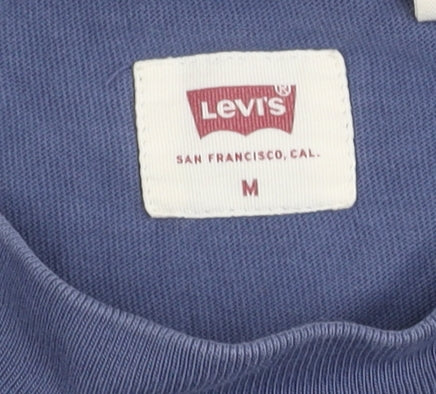 LEVI'S®
SAN FRANCISCO, CAL.
M